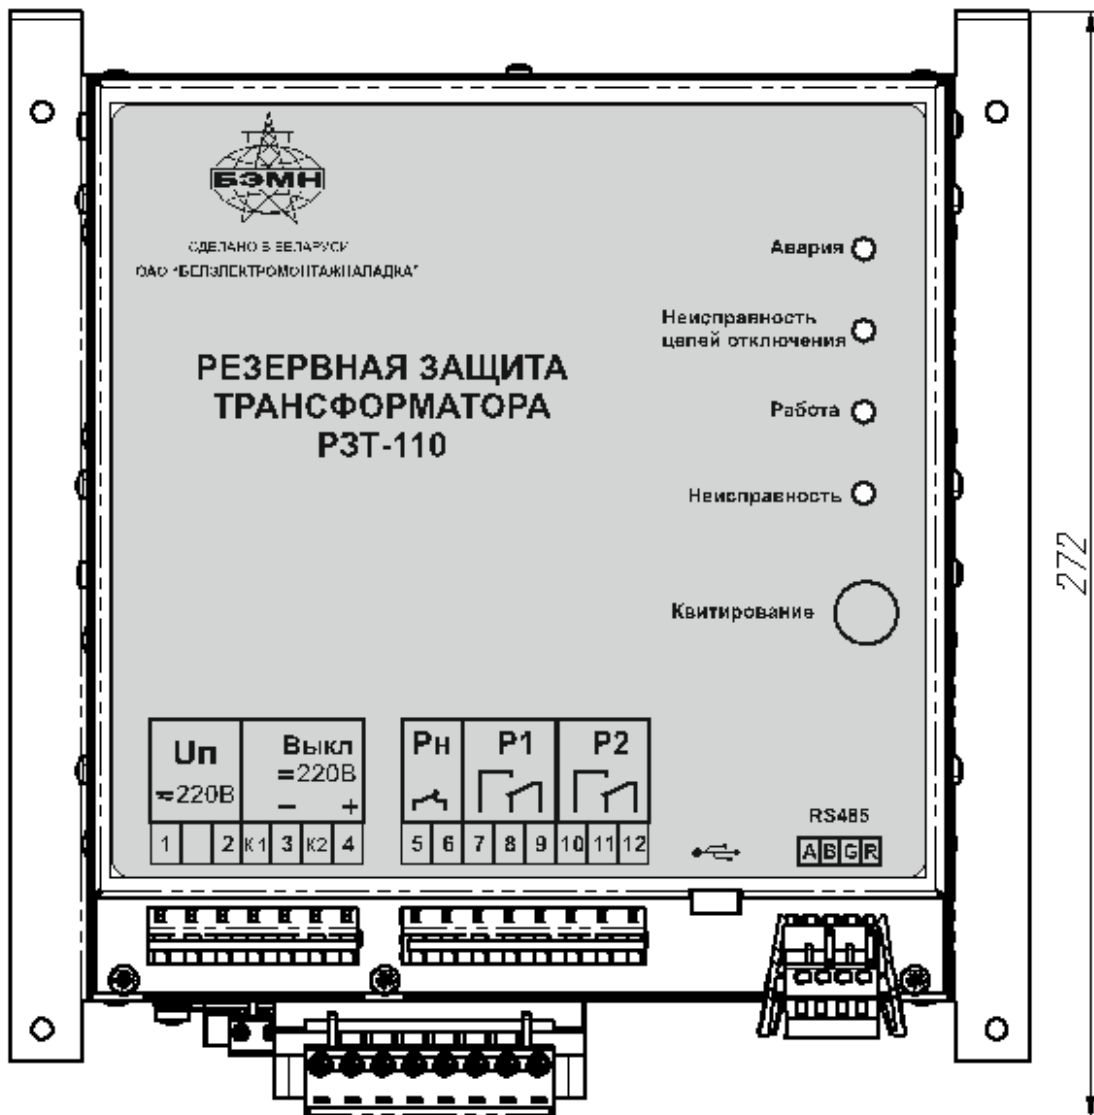 БЭМН
СДЕЛАНО В БЕЛАРУСИ
ОАО "БЕЛЭЛЕКТРОМОНТАЖНАЛАДКА"
Авария
Неисправность
цепей отключения
РЕЗЕРВНАЯ ЗАЩИТА
ТРАНСФОРМАТОРА
РЗТ-110
Работа
Неисправность
Квитирование
272
Uп
≂220В
Выкл
=220В
− +
Рн Р1 Р2
1 2 К1 3 К2 4
5 6 7 8 9 10 11 12
RS485
A B G R